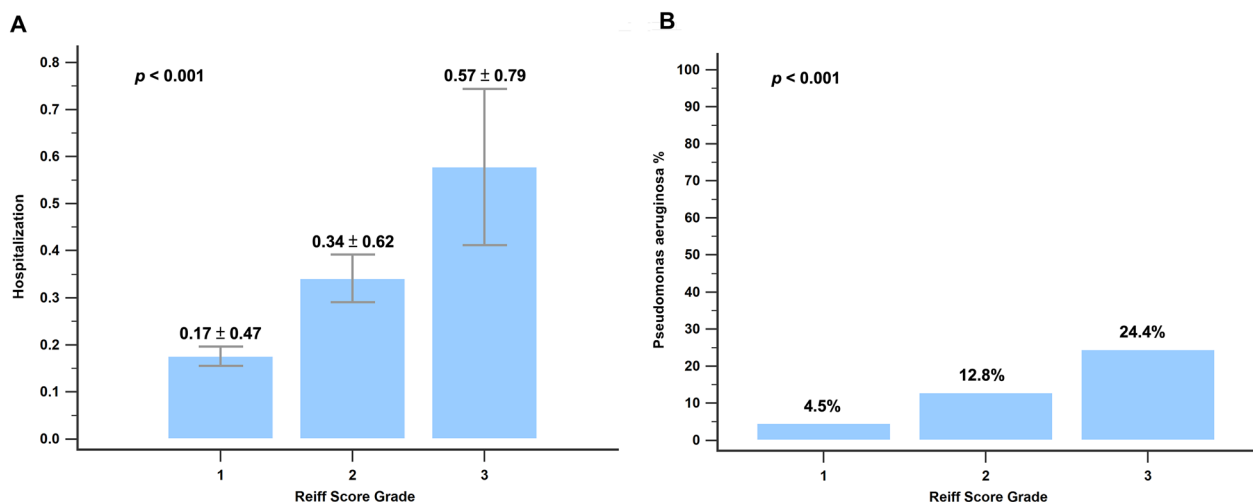 A
p < 0.001
0.57 ± 0.79
0.34 ± 0.62
0.17 ± 0.47
0.8
0.7
0.6
0.5
0.4
0.3
0.2
0.1
0.0
Hospitalization
1 2 3
Reiff Score Grade
B
p < 0.001
24.4%
12.8%
4.5%
100
90
80
70
60
50
40
30
20
10
0
Pseudomonas aeruginosa %
1 2 3
Reiff Score Grade